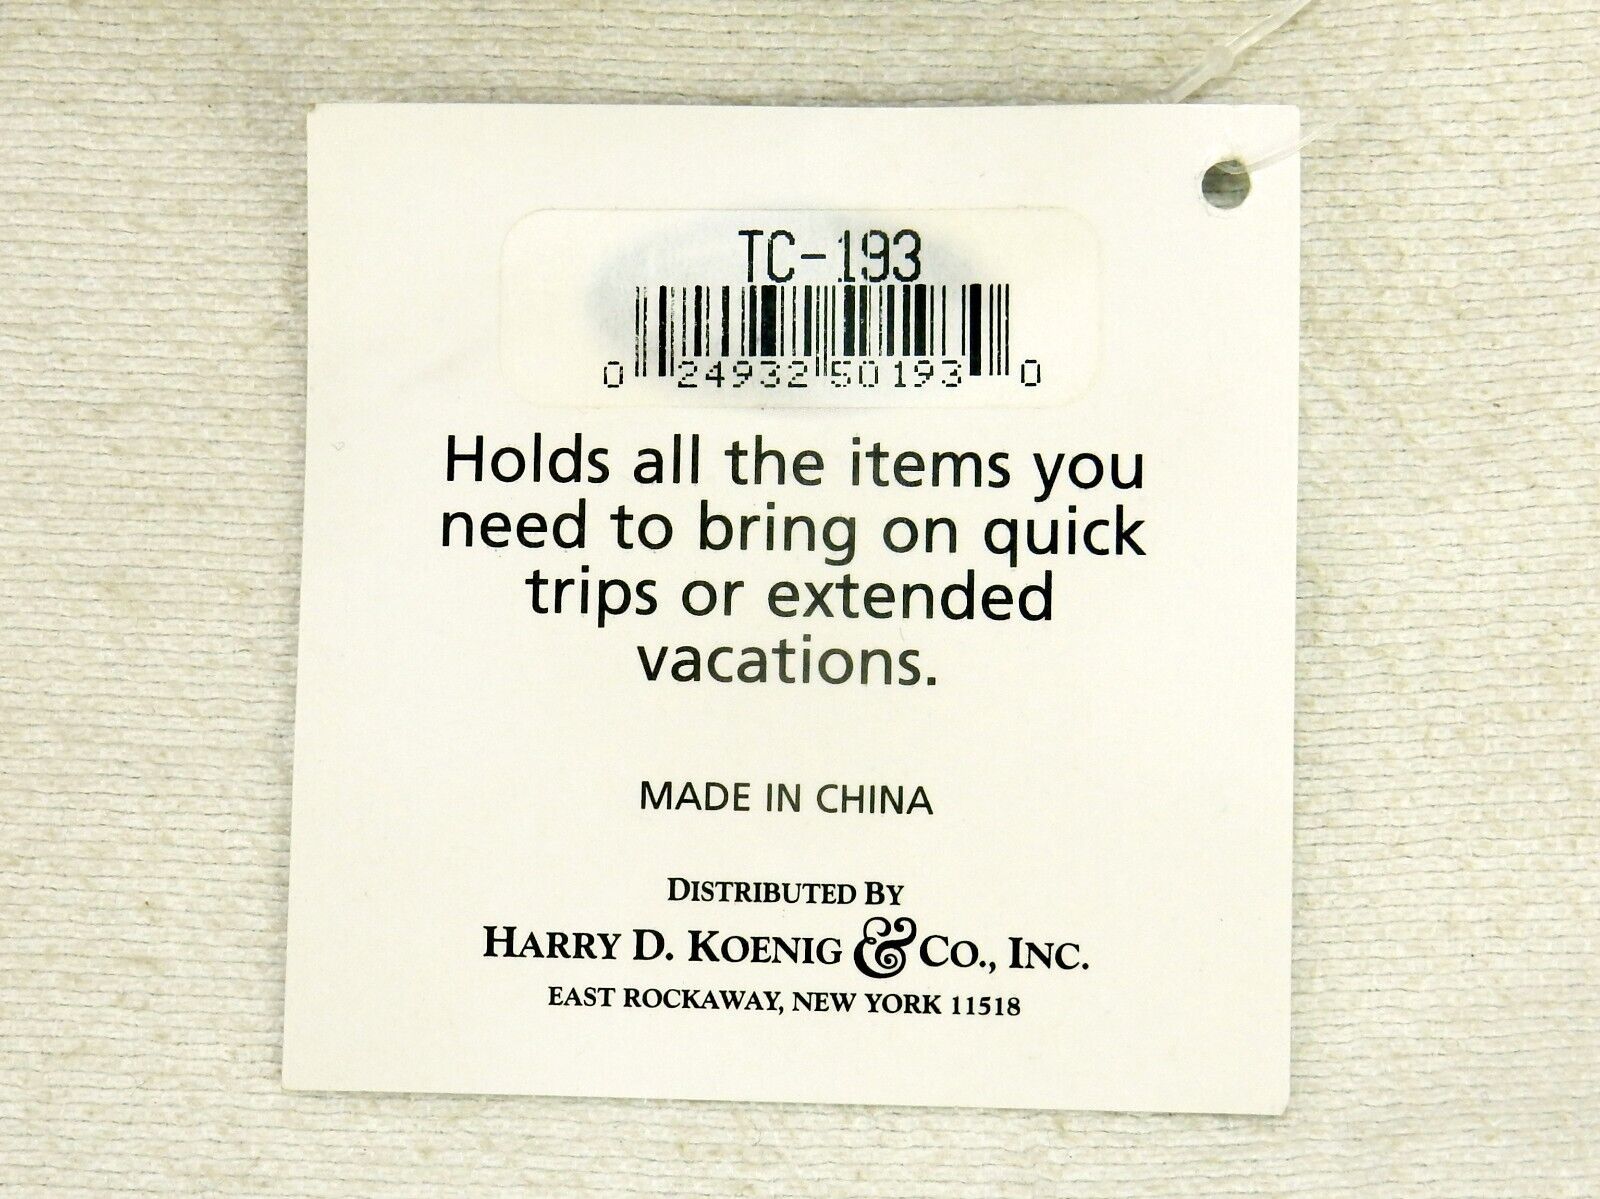 TC-193
0 24932 50193 0
Holds all the items you
need to bring on quick
trips or extended
vacations.
MADE IN CHINA
DISTRIBUTED BY
HARRY D. KOENIG & CO., INC.
EAST ROCKAWAY, NEW YORK 11518